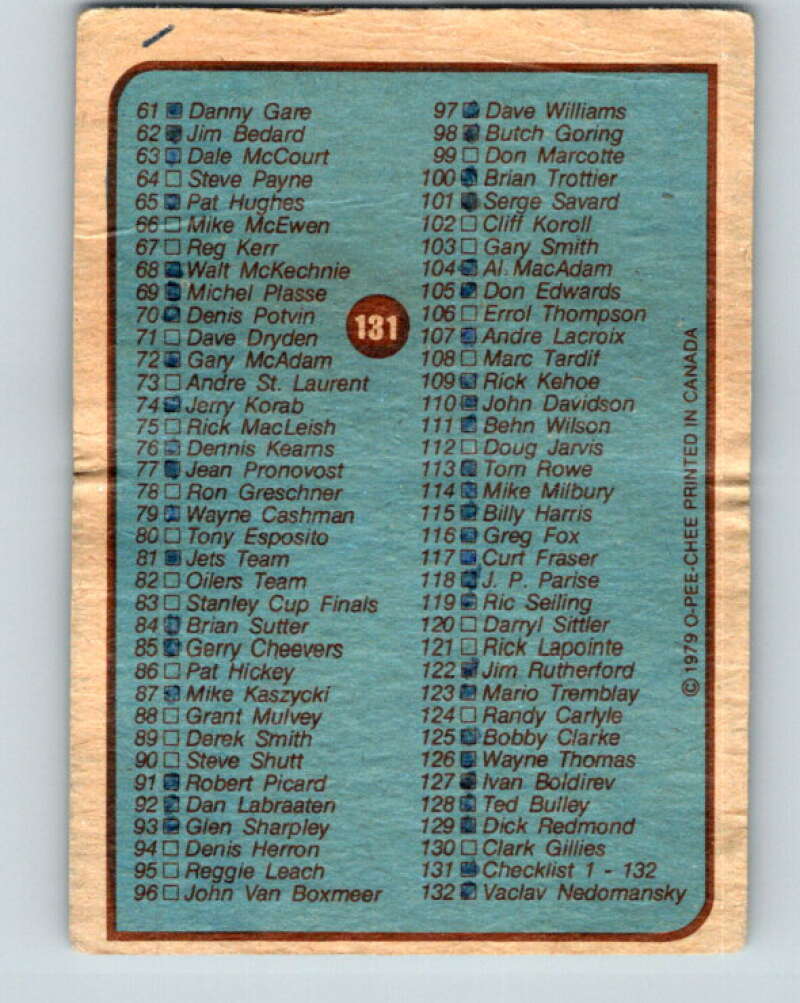 61 Danny Gare
62 Jim Bedard
63 Dale McCourt
64 Steve Payne
65 Pat Hughes
66 Mike McEwen
67 Reg Kerr
68 Walt McKechnie
69 Michel Plasse
70 Denis Potvin
71 Dave Dryden
72 Gary McAdam
73 Andre St. Laurent
74 Jerry Korab
75 Rick MacLeish
76 Dennis Kearns
77 Jean Pronovost
78 Ron Greschner
79 Wayne Cashman
80 Tony Esposito
81 Jets Team
82 Oilers Team
83 Stanley Cup Finals
84 Brian Sutter
85 Gerry Cheevers
86 Pat Hickey
87 Mike Kaszycki
88 Grant Mulvey
89 Derek Smith
90 Steve Shutt
91 Robert Picard
92 Dan Labraaten
93 Glen Sharpley
94 Denis Herron
95 Reggie Leach
96 John Van Boxmeer
131
97 Dave Williams
98 Butch Goring
99 Don Marcotte
100 Brian Trottier
101 Serge Savard
102 Cliff Koroll
103 Gary Smith
104 Al MacAdam
105 Don Edwards
106 Errol Thompson
107 Andre Lacroix
108 Marc Tardif
109 Rick Kehoe
110 John Davidson
111 Behn Wilson
112 Doug Jarvis
113 Tom Rowe
114 Mike Milbury
115 Billy Harris
116 Greg Fox
117 Curt Fraser
118 J. P. Parise
119 Ric Seiling
120 Darryl Sittler
121 Rick Lapointe
122 Jim Rutherford
123 Mario Tremblay
124 Randy Carlyle
125 Bobby Clarke
126 Wayne Thomas
127 Ivan Boldirev
128 Ted Bulley
129 Dick Redmond
130 Clark Gillies
131 Checklist 1 - 132
132 Vaclav Nedomansky
© 1979 O-PEE-CHEE PRINTED IN CANADA